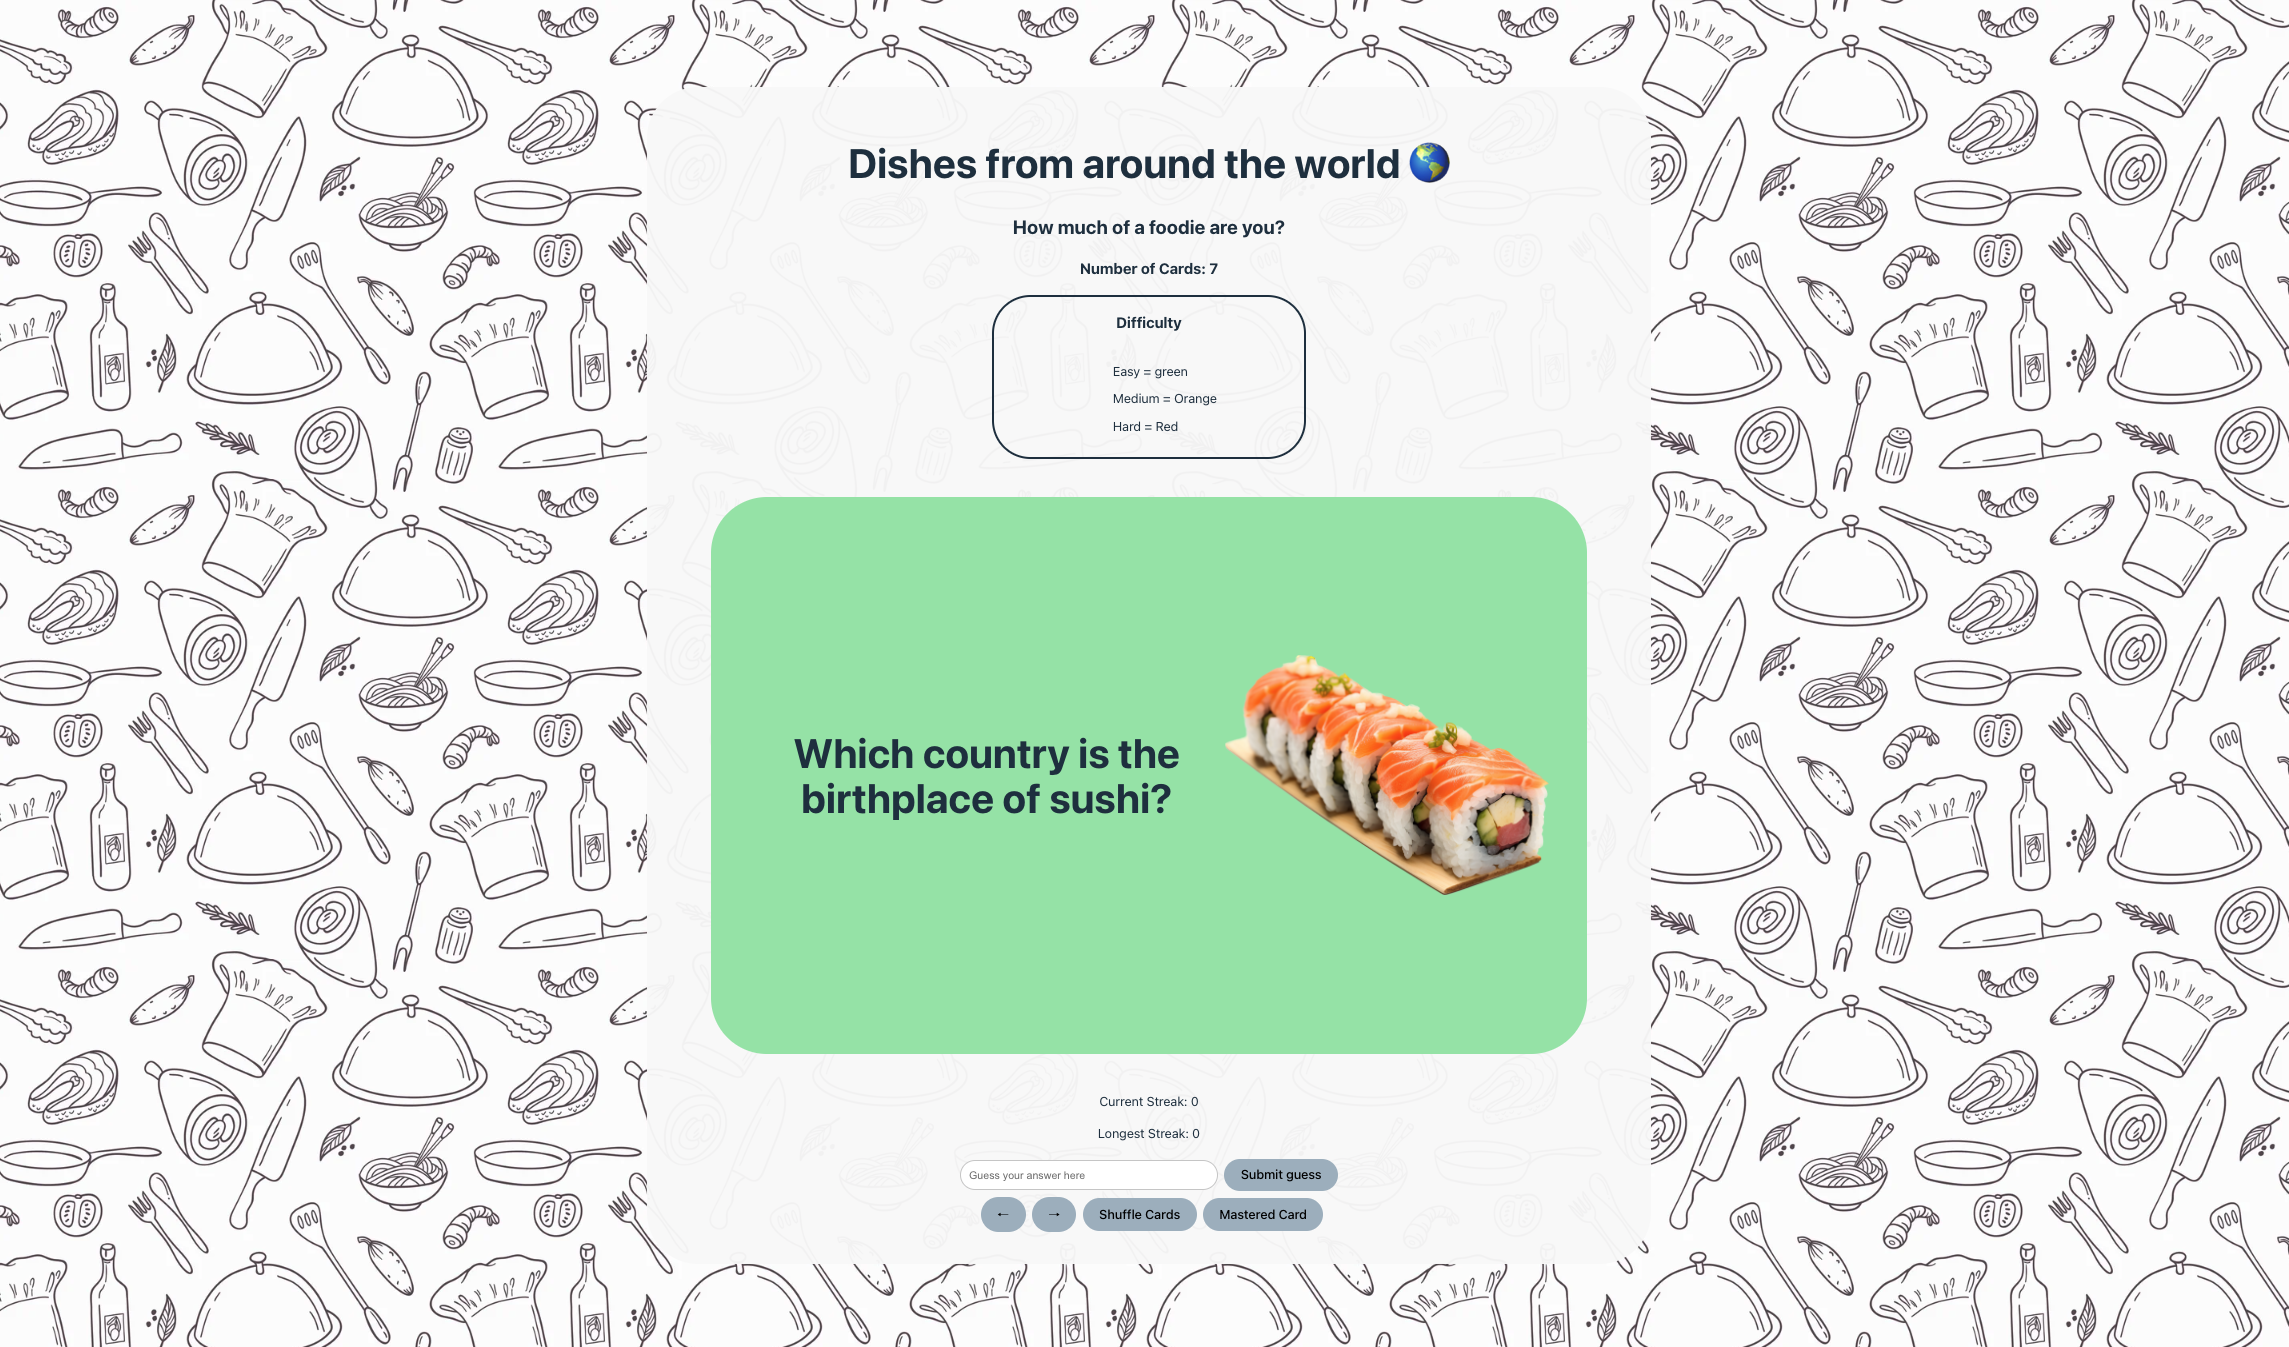 Dishes from around the world 🌎
How much of a foodie are you?
Number of Cards: 7
Difficulty
Easy = green
Medium = Orange
Hard = Red
Which country is the
birthplace of sushi?
Current Streak: 0
Longest Streak: 0
Guess your answer here Submit guess
← → Shuffle Cards Mastered Card